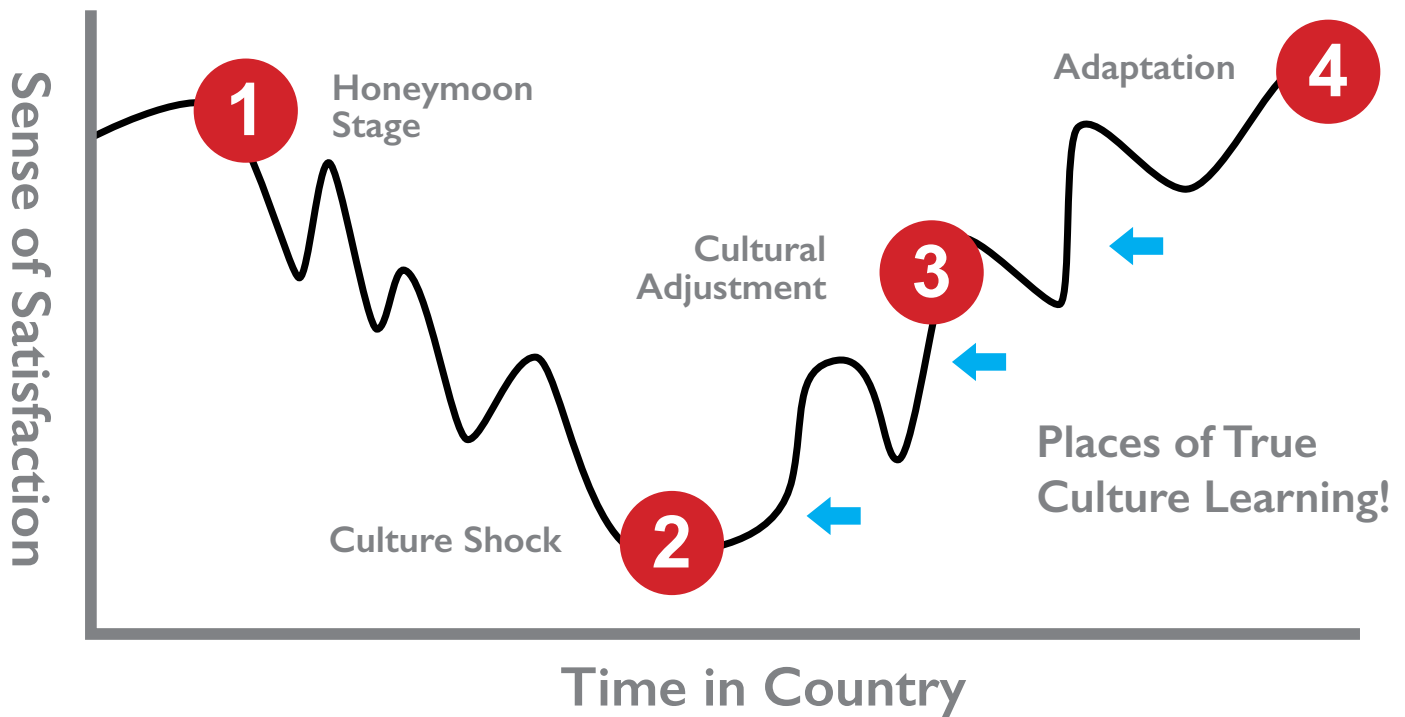 Sense of Satisfaction
1
Honeymoon
Stage
Culture Shock
2
Cultural
Adjustment
3
Adaptation
4
Places of True
Culture Learning!
Time in Country